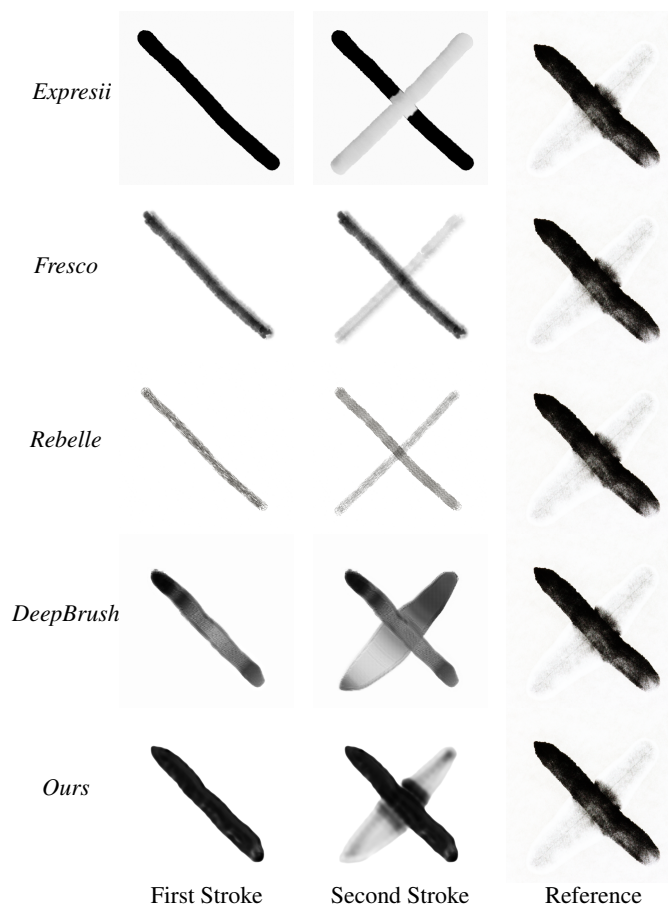 Expresii
Fresco
Rebelle
DeepBrush
Ours
First Stroke Second Stroke Reference